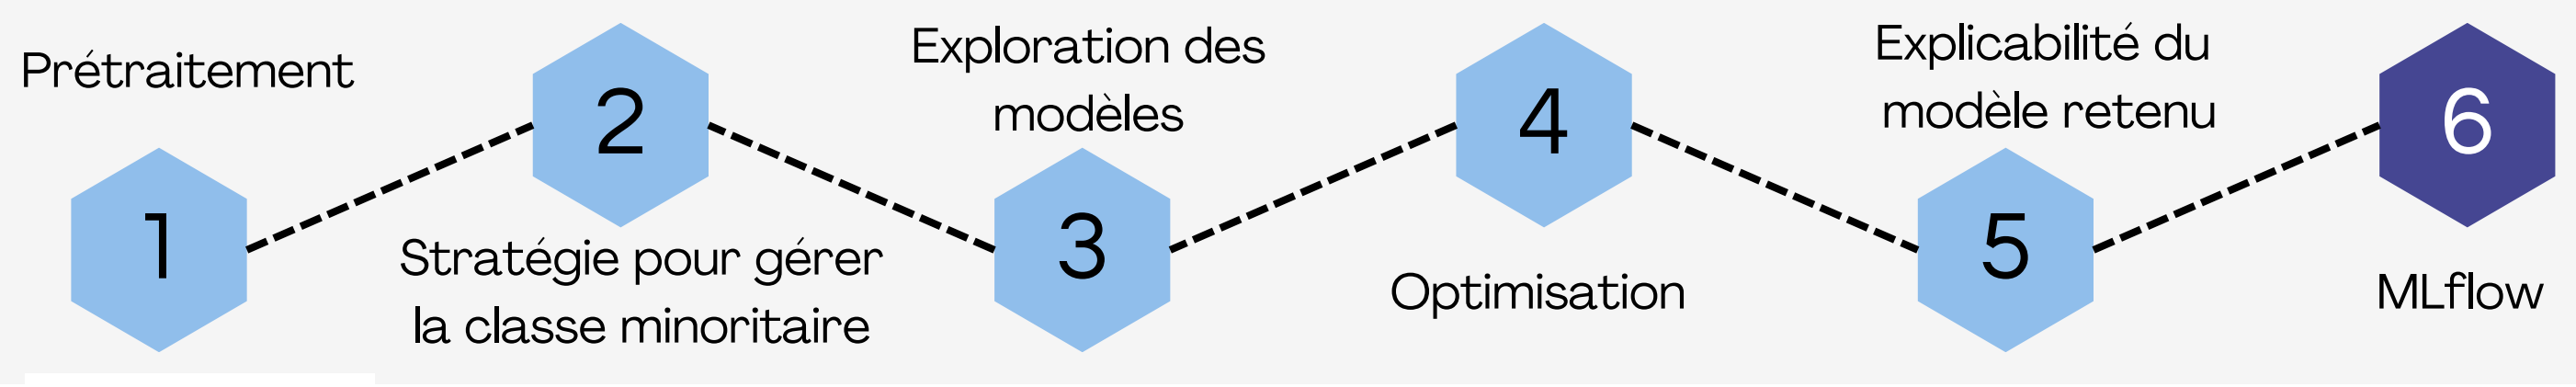 Prétraitement
1
2
Stratégie pour gérer
la classe minoritaire
Exploration des
modèles
3
4
Optimisation
Explicabilité du
modèle retenu
5
6
MLflow